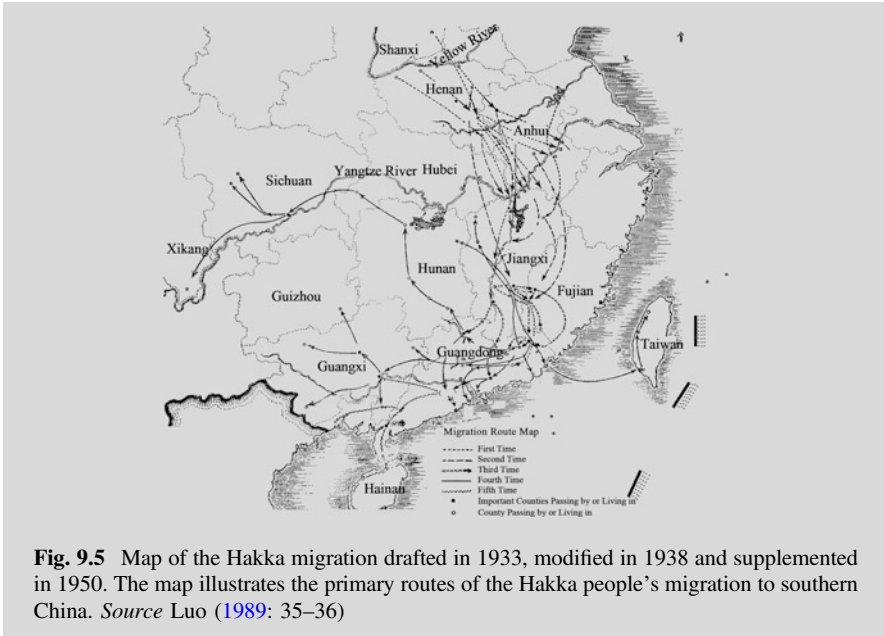 Shanxi
Yellow River
Henan
Anhui
Sichuan
Yangtze River Hubei
Xikang
Jiangxi
Hunan
Guizhou
Fujian
Taiwan
Guangdong
Guangxi
Hainan
Migration Route Map
First Time
Second Time
Third Time
Fourth Time
Fifth Time
Important Counties Passing by or Living in
County Passing by or Living in
Fig. 9.5 Map of the Hakka migration drafted in 1933, modified in 1938 and supplemented
in 1950. The map illustrates the primary routes of the Hakka people's migration to southern
China. Source Luo (1989: 35–36)